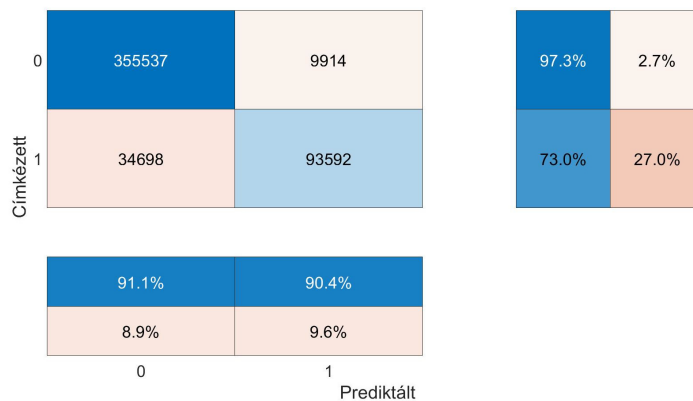 0 355537 9914 97.3% 2.7%
1 34698 93592 73.0% 27.0%
Címkézett
91.1% 90.4%
8.9% 9.6%
0 1
Prediktált